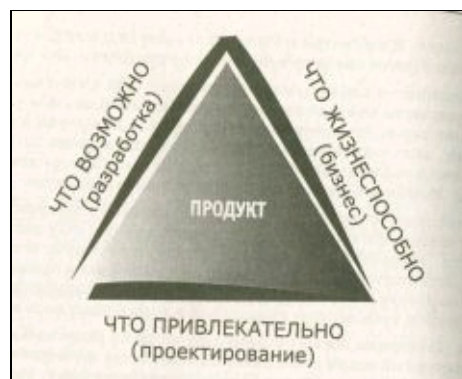 ЧТО ВОЗМОЖНО
(разработка)
ЧТО ЖИЗНЕСПОСОБНО
(бизнес)
ПРОДУКТ
ЧТО ПРИВЛЕКАТЕЛЬНО
(проектирование)